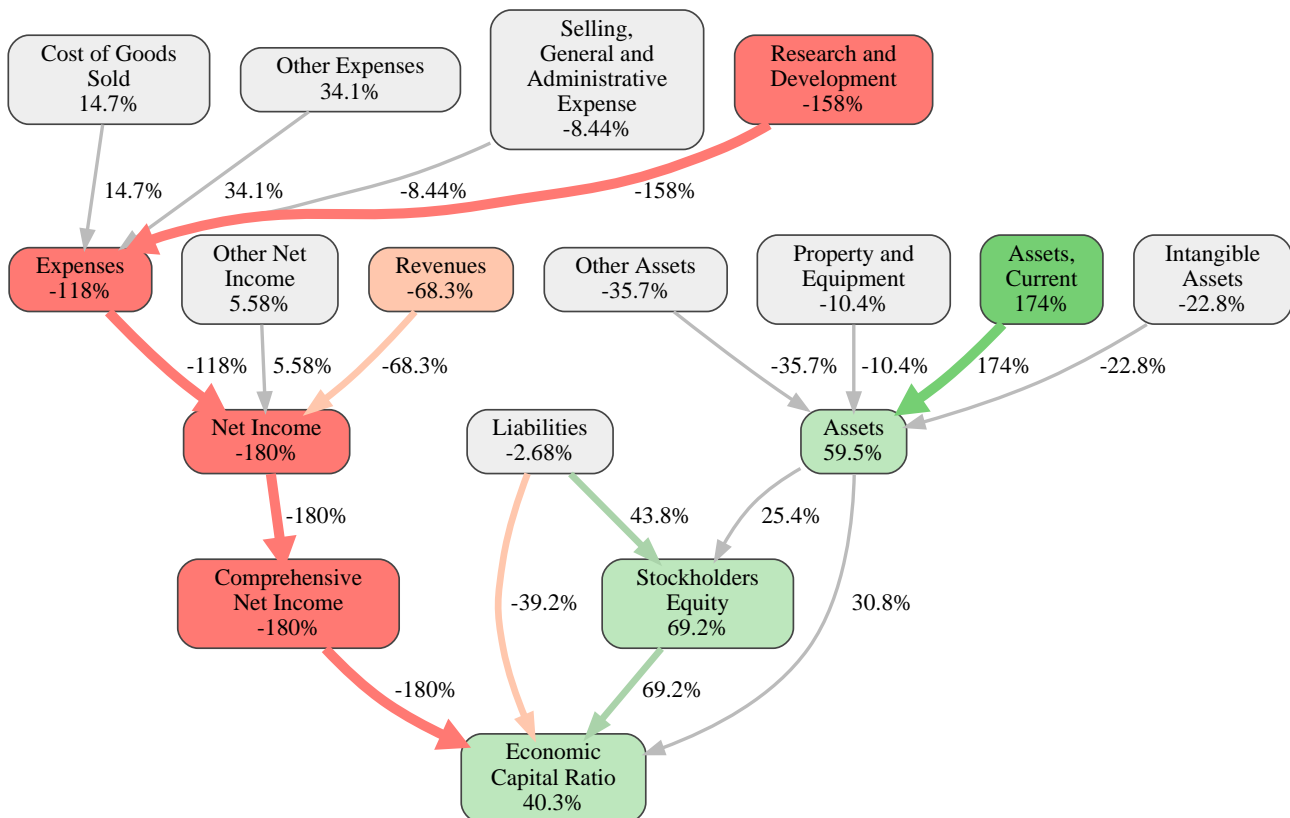 Cost of Goods
Sold
14.7%
Other Expenses
34.1%
Selling,
General and
Administrative
Expense
-8.44%
Research and
Development
-158%
14.7%
34.1%
-8.44%
-158%
Expenses
-118%
Other Net
Income
5.58%
Revenues
-68.3%
Other Assets
-35.7%
Property and
Equipment
-10.4%
Assets,
Current
174%
Intangible
Assets
-22.8%
-118%
5.58%
-68.3%
-35.7%
-10.4%
174%
-22.8%
Net Income
-180%
Liabilities
-2.68%
Assets
59.5%
-180%
43.8%
25.4%
Comprehensive
Net Income
-180%
-39.2%
Stockholders
Equity
69.2%
30.8%
-180%
69.2%
Economic
Capital Ratio
40.3%